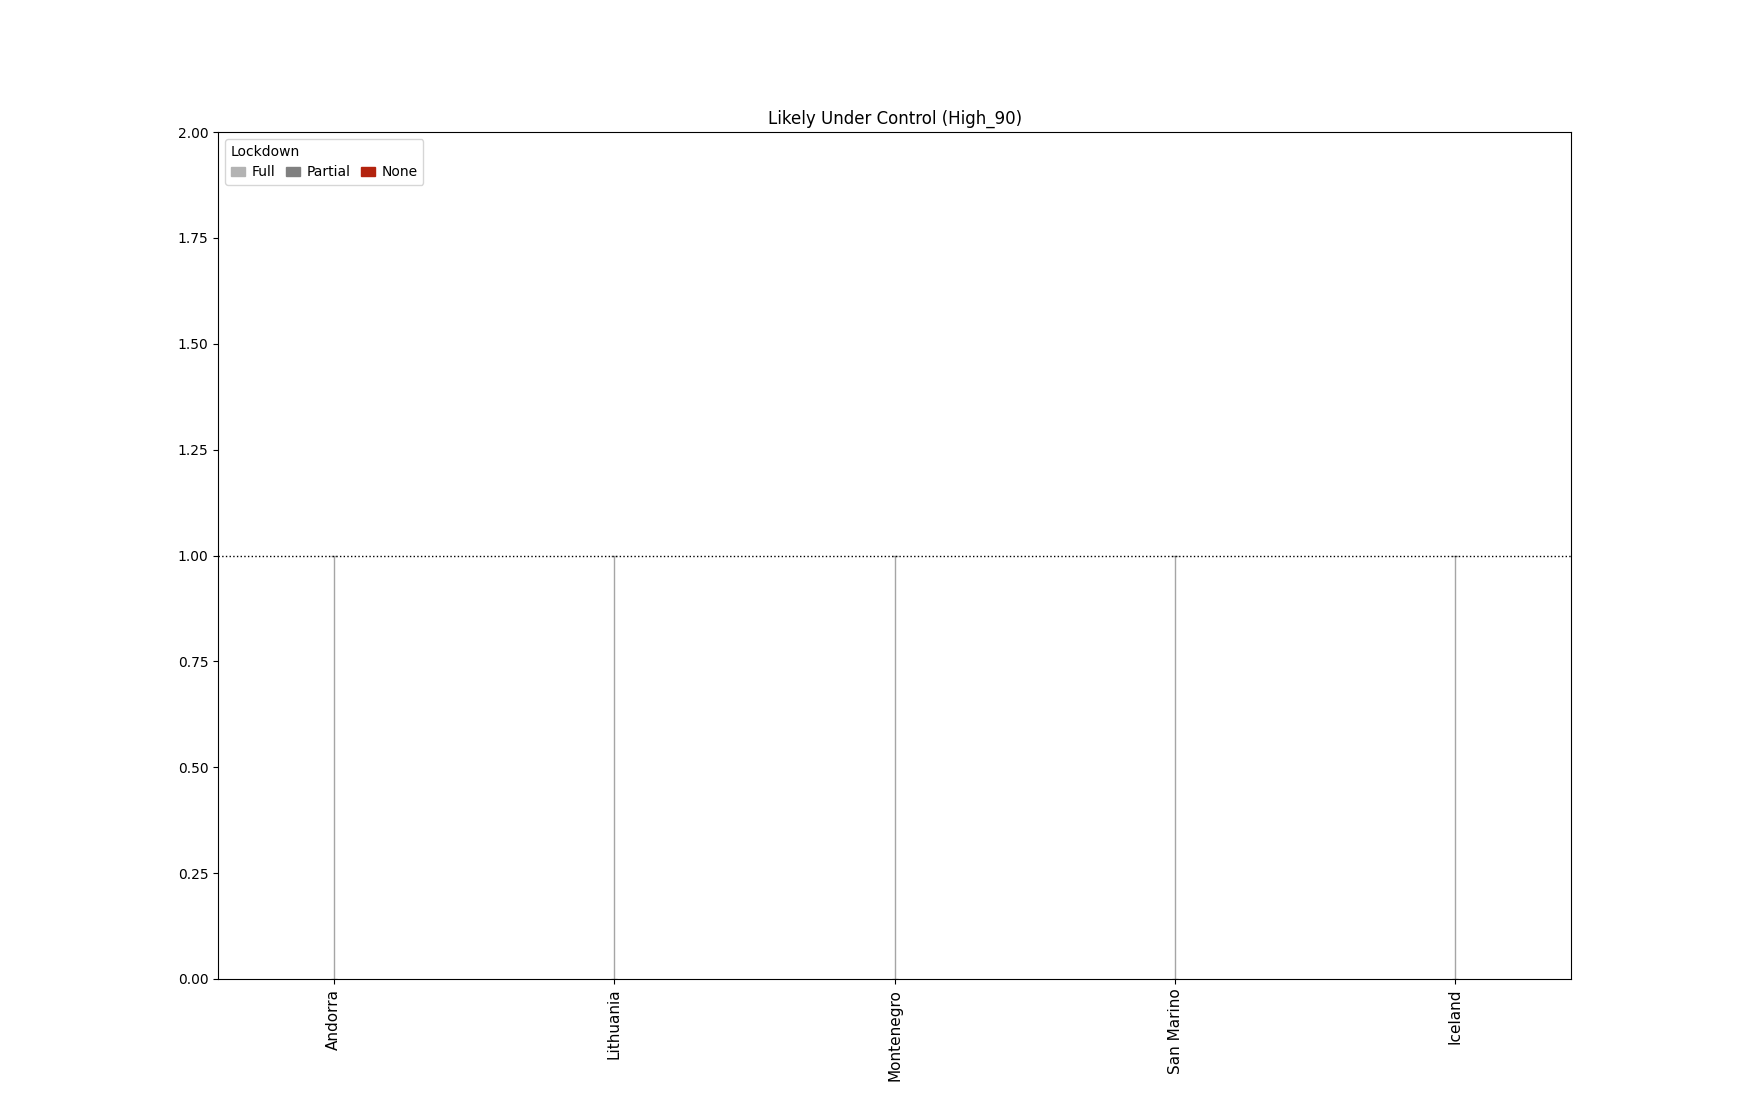 Likely Under Control (High_90)
2.00
Lockdown
Full Partial None
1.75
1.50
1.25
1.00
0.75
0.50
0.25
0.00
Andorra
Lithuania
Montenegro
San Marino
Iceland